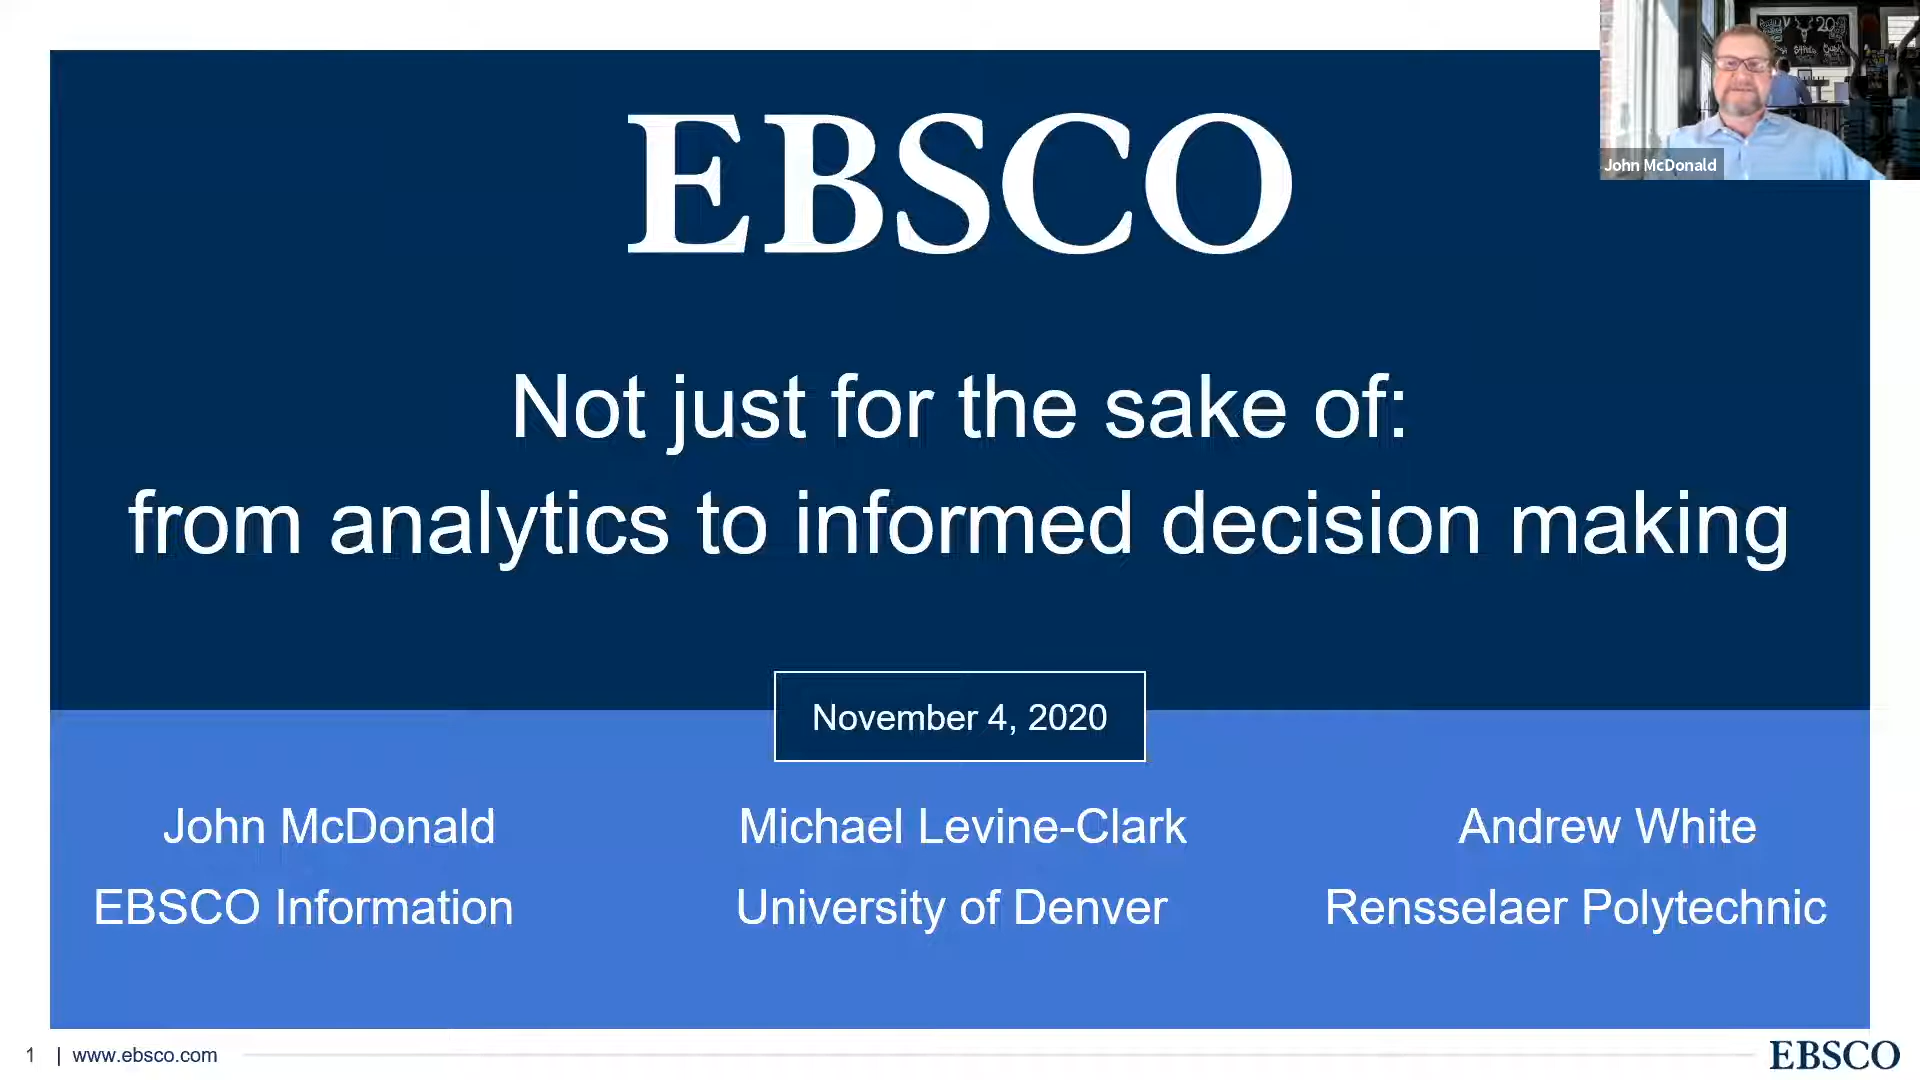 EBSCO
Not just for the sake of:
from analytics to informed decision making
November 4, 2020
John McDonald
EBSCO Information
Michael Levine-Clark
University of Denver
Andrew White
Rensselaer Polytechnic
1 | www.ebsco.com
EBSCO
John McDonald
20